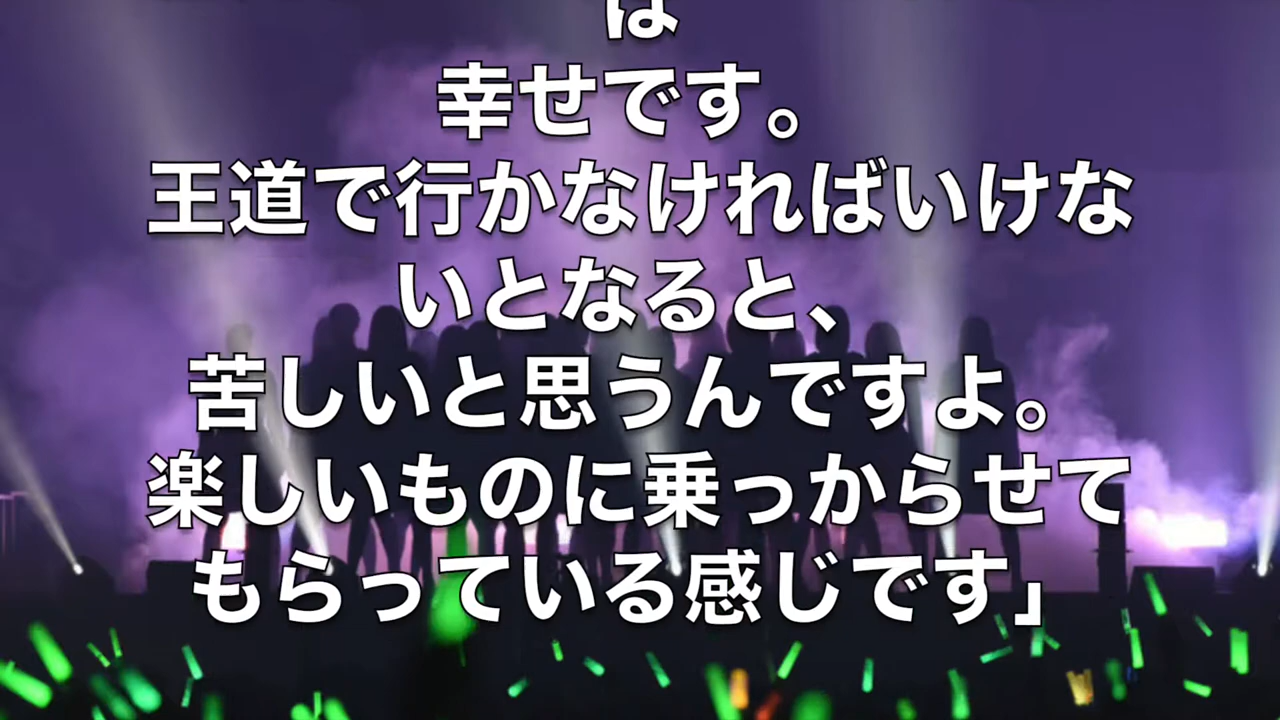 は
幸せです。
王道で行かなければいけな
いとなると、
苦しいと思うんですよ。
楽しいものに乗っからせて
もらっている感じです」